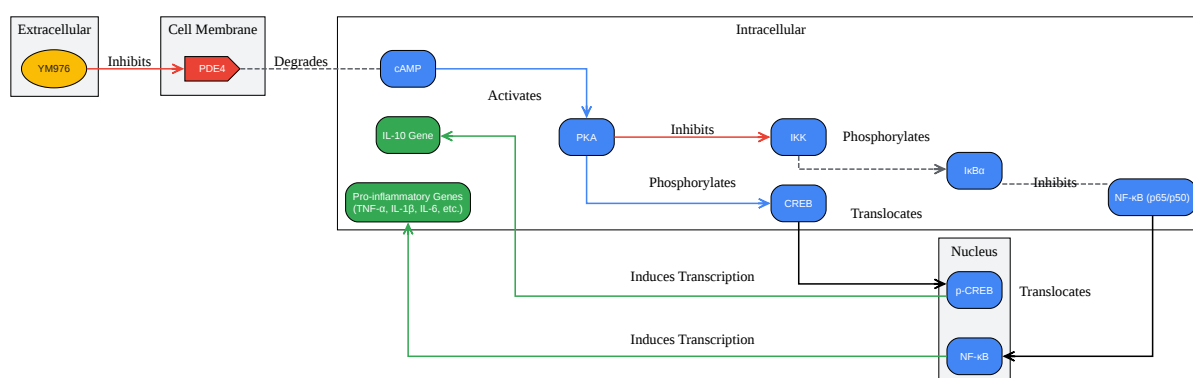 Extracellular
Cell Membrane
Intracellular
YM976
Inhibits
PDE4
Degrades
cAMP
Activates
IL-10 Gene
PKA
Inhibits
IKK
Phosphorylates
IκBα
Inhibits
NF-κB (p65/p50)
Pro-inflammatory Genes
(TNF-α, IL-1β, IL-6, etc.)
Phosphorylates
CREB
Translocates
Nucleus
Induces Transcription
p-CREB
Translocates
Induces Transcription
NF-κB